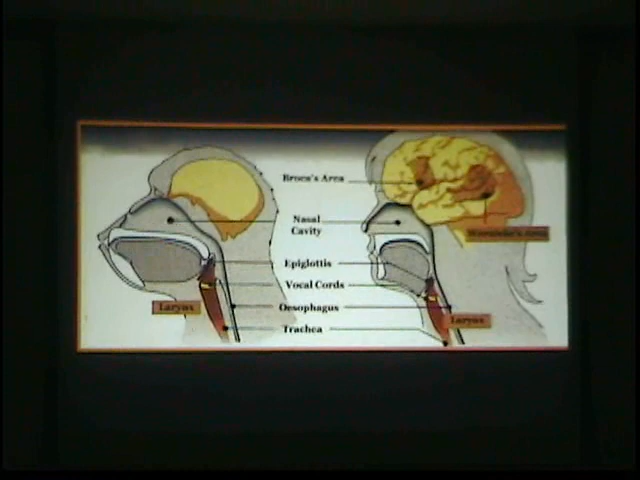 Broca's Area
Nasal
Cavity
Epiglottis
Vocal Cords
Larynx
Oesophagus
Larynx
Trachea